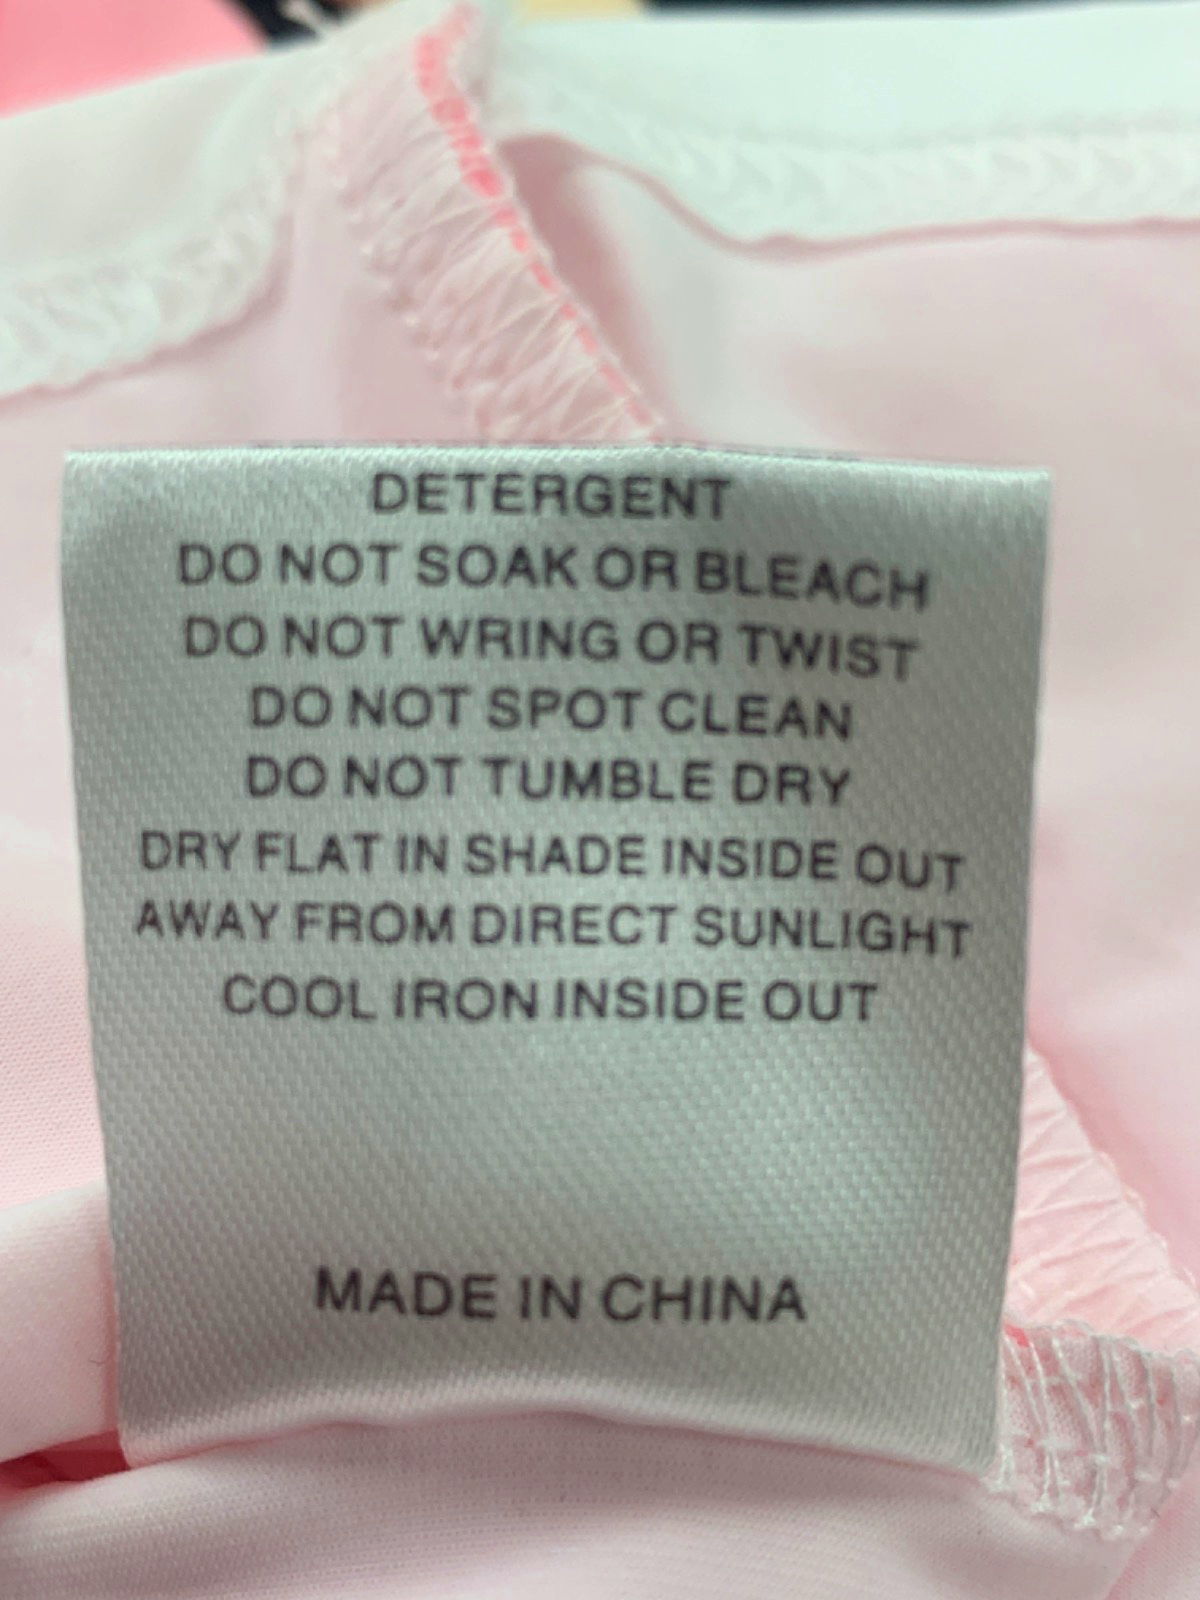 DETERGENT
DO NOT SOAK OR BLEACH
DO NOT WRING OR TWIST
DO NOT SPOT CLEAN
DO NOT TUMBLE DRY
DRY FLAT IN SHADE INSIDE OUT
AWAY FROM DIRECT SUNLIGHT
COOL IRON INSIDE OUT
MADE IN CHINA